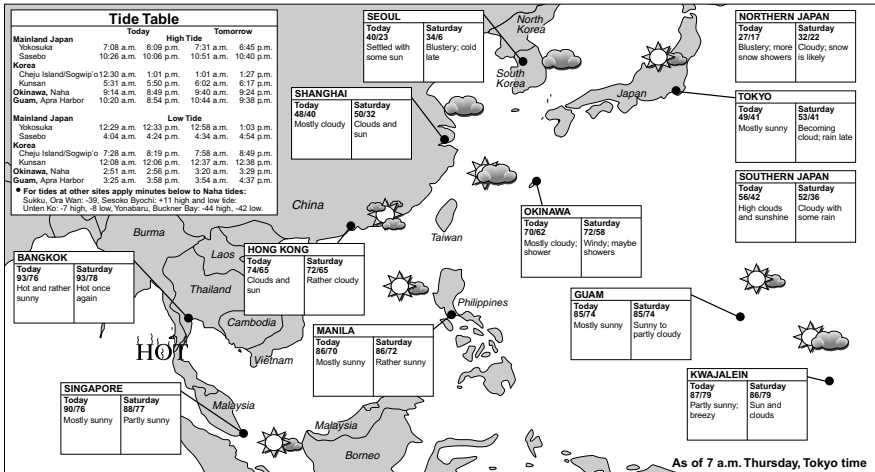 Tide Table
Today Tomorrow
Mainland Japan High Tide
Yokosuka 7:08 a.m. 6:09 p.m. 7:31 a.m. 6:45 p.m.
Sasebo 10:26 a.m. 10:06 p.m. 10:51 a.m. 10:40 p.m.
Korea
Cheju Island/Sogwip'o 12:30 a.m. 1:01 p.m. 1:01 a.m. 1:27 p.m.
Kunsan 5:31 a.m. 5:50 p.m. 6:02 a.m. 6:17 p.m.
Okinawa, Naha 9:14 a.m. 8:49 p.m. 9:40 a.m. 9:24 p.m.
Guam, Apra Harbor 10:20 a.m. 8:54 p.m. 10:44 a.m. 9:38 p.m.
Mainland Japan Low Tide
Yokosuka 12:29 a.m. 12:33 p.m. 12:58 a.m. 1:03 p.m.
Sasebo 4:04 a.m. 4:24 p.m. 4:34 a.m. 4:54 p.m.
Korea
Cheju Island/Sogwip'o 7:28 a.m. 8:19 p.m. 7:58 a.m. 8:49 p.m.
Kunsan 12:08 a.m. 12:06 p.m. 12:37 a.m. 12:38 p.m.
Okinawa, Naha 2:51 a.m. 2:56 p.m. 3:20 a.m. 3:29 p.m.
Guam, Apra Harbor 3:25 a.m. 3:58 p.m. 3:54 a.m. 4:37 p.m.
• For tides at other sites apply minutes below to Naha tides:
Sukku, Ora Wan: -39, Sesoko Byochi: +11 high and low tide:
Unten Ko: -7 high, -8 low, Yonabaru, Buckner Bay: -44 high, -42 low.
SEOUL
Today Saturday
40/23 34/6
Settled with Blustery; cold
some sun late
North
Korea
South
Korea
NORTHERN JAPAN
Today Saturday
27/17 32/22
Blustery; more Cloudy; snow
snow showers is likely
Japan
SHANGHAI
Today Saturday
48/40 50/32
Mostly cloudy Clouds and
sun
TOKYO
Today Saturday
49/41 53/41
Mostly sunny Becoming
cloud; rain late
SOUTHERN JAPAN
Today Saturday
56/42 52/36
High clouds Cloudy with
and sunshine some rain
China
Taiwan
OKINAWA
Today Saturday
70/62 72/58
Mostly cloudy; Windy; maybe
shower showers
Burma
Laos
Thailand
Cambodia
Vietnam
BANGKOK
Today Saturday
93/76 93/78
Hot and rather Hot once
sunny again
HOT
HONG KONG
Today Saturday
74/65 72/65
Clouds and Rather cloudy
sun
Philippines
MANILA
Today Saturday
86/70 86/72
Mostly sunny Rather sunny
GUAM
Today Saturday
85/74 85/74
Mostly sunny Sunny to
partly cloudy
KWAJALEIN
Today Saturday
87/79 86/79
Partly sunny; Sun and
breezy clouds
SINGAPORE
Today Saturday
90/76 88/77
Mostly sunny Partly sunny
Malaysia
Malaysia
Borneo
As of 7 a.m. Thursday, Tokyo time